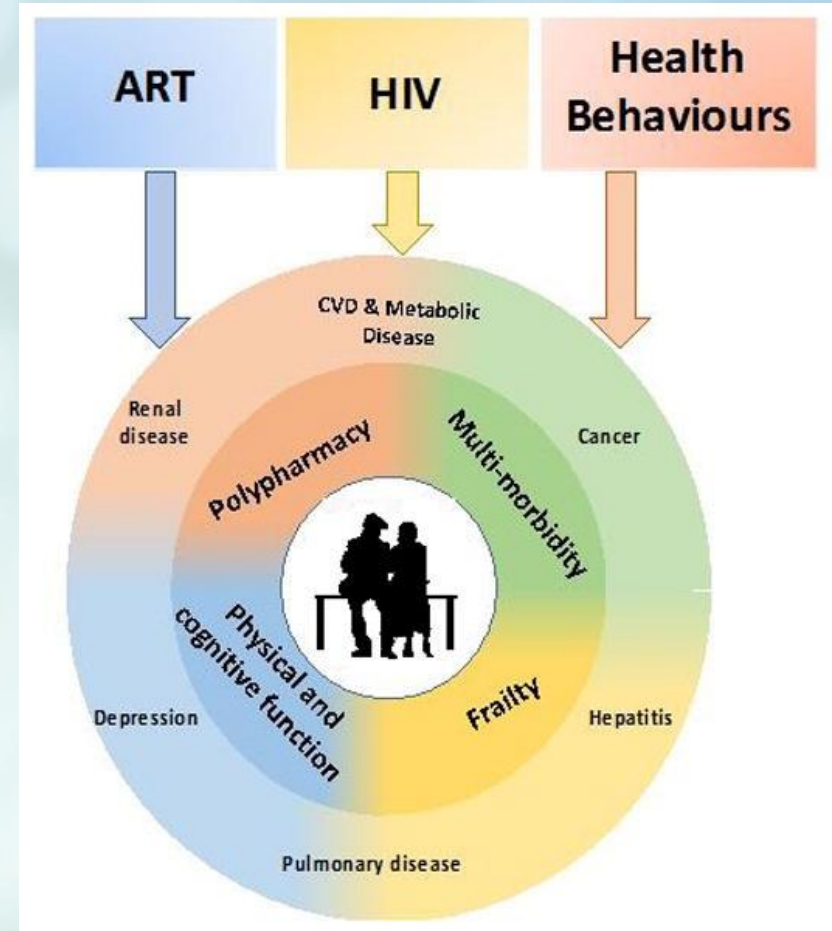 ART
HIV
Health
Behaviours
CVD & Metabolic
Disease
Renal
disease
Polypharmacy
Multi-morbidity
Cancer
Physical and
cognitive function
Frailty
Depression
Hepatitis
Pulmonary disease